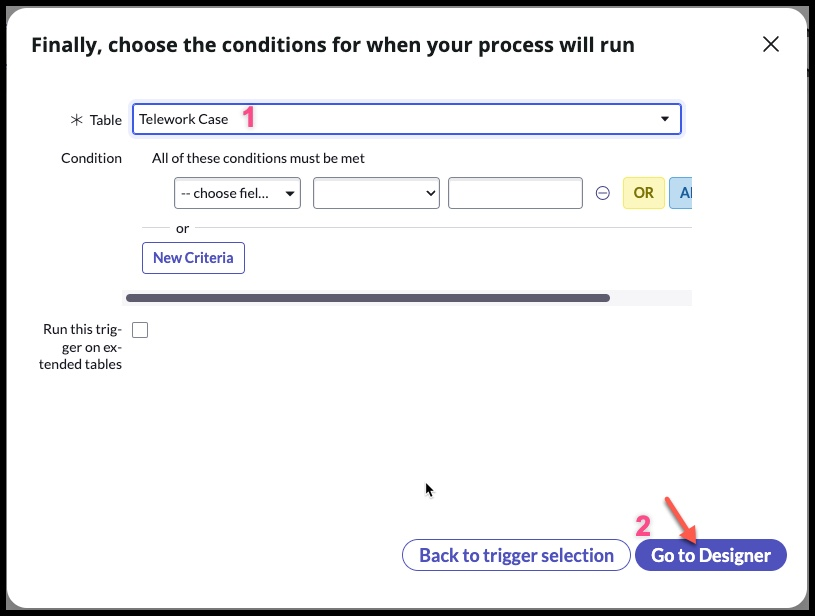 Finally, choose the conditions for when your process will run
Table Telework Case 1
Condition All of these conditions must be met
-- choose fiel... OR
or
New Criteria
Run this trig-
ger on ex-
tended tables
2
Back to trigger selection Go to Designer